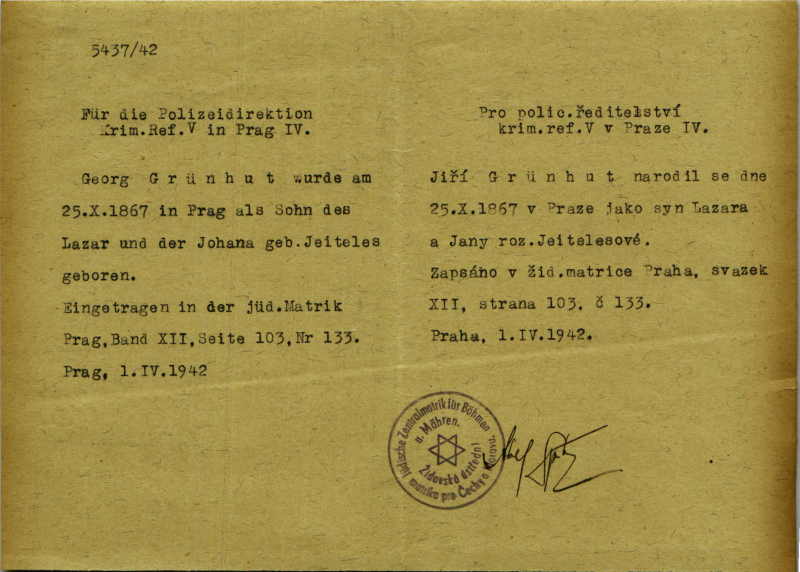 5437/42
Für die Polizeidirektion
Krim.Ref.V in Prag IV.
Georg Grünhut wurde am
25.X.1867 in Prag als Sohn des
Lazar und der Johana geb.Jeiteles
geboren.
Eingetragen in der jüd.Matrik
Prag,Band XII,Seite 103,Nr 133.
Prag, 1.IV.1942
Pro polic.ředitelství
krim.ref.V v Praze IV.
Jiří Grünhut narodil se dne
25.X.1867 v Praze jako syn Lazara
a Jany roz.Jeitelesové.
Zapsáno v žid.matrice Praha, svazek
XII, strana 103, č 133.
Praha, 1.IV.1942.
Jüdische Zentralmatrik für Böhmen
u. Mähren.
Židovská ústřední
matrika pro Čechy a Moravu.